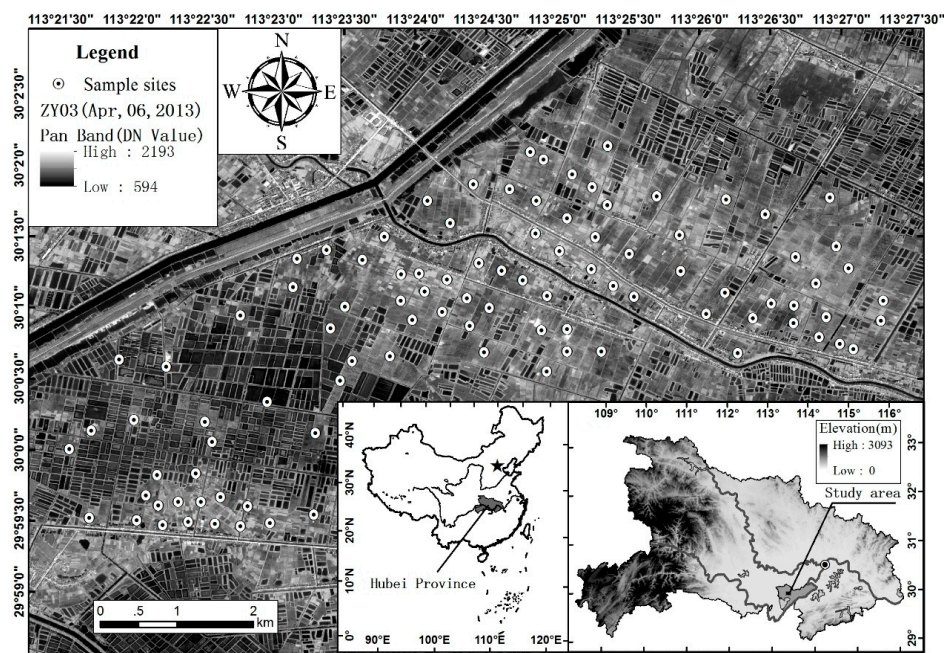 113°21'30"E 113°22'0"E 113°22'30"E 113°23'0"E 113°23'30"E 113°24'0"E 113°24'30"E 113°25'0"E 113°25'30"E 113°26'0"E 113°26'30"E 113°27'0"E 113°27'30"E
Legend
Sample sites
ZY03(Apr,06,2013)
Pan Band(DN Value)
High : 2193
Low : 594
N
W E
S
30°2'30"N
30°2'0"N
30°1'30"N
30°1'0"N
30°0'30"N
30°0'0"N
29°59'30"N
29°59'0"N
0 .5 1 2
km
40°N
30°N
20°N
10°N
0°
90°E 100°E 110°E 120°E
Hubei Province
109° 110° 111° 112° 113° 114° 115° 116°
Elevation(m)
High : 3093
Low : 0
Study area
33°
32°
31°
30°
29°